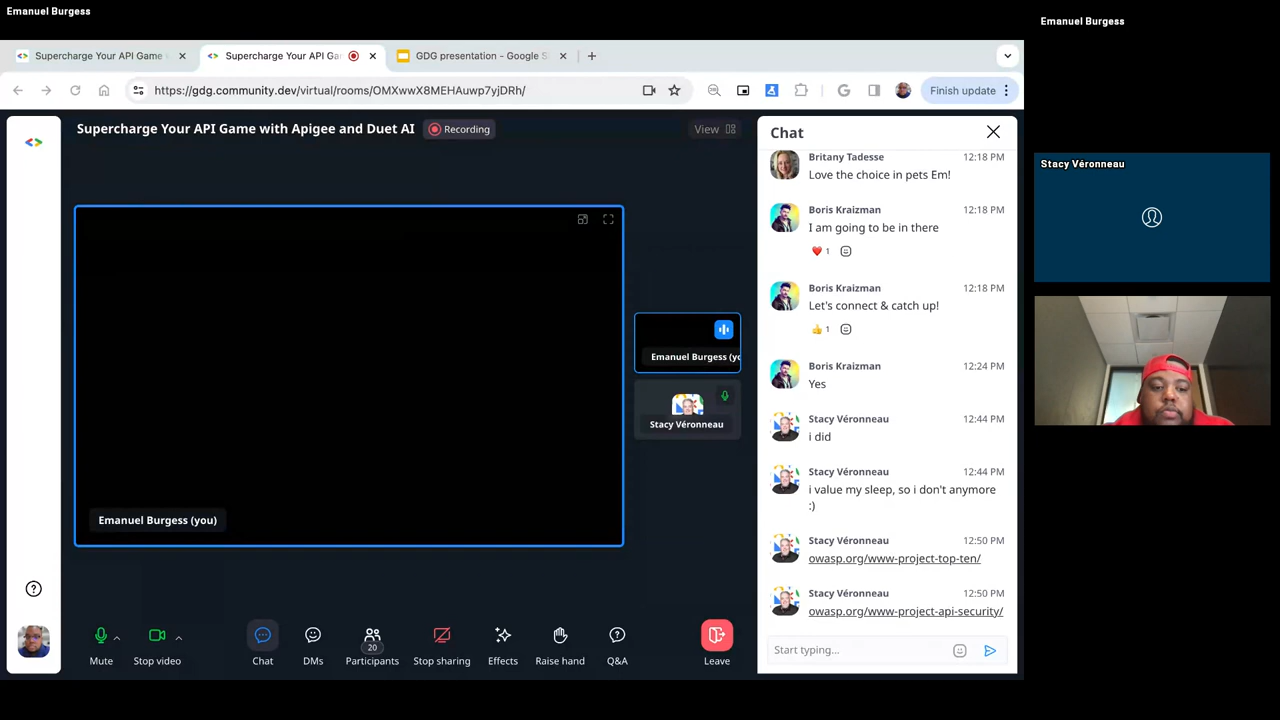 Emanuel Burgess
Emanuel Burgess
Supercharge Your API Game
Supercharge Your API Ga
GDG presentation - Google S
https://gdg.community.dev/virtual/rooms/OMXwwX8MEHAuwp7yjDRh/
Finish update
Supercharge Your API Game with Apigee and Duet AI
Recording
View
Emanuel Burgess (you)
Emanuel Burgess (yo
Stacy Véronneau
Chat
Britany Tadesse 12:18 PM
Love the choice in pets Em!
Boris Kraizman 12:18 PM
I am going to be in there
1
Boris Kraizman 12:18 PM
Let's connect & catch up!
1
Boris Kraizman 12:24 PM
Yes
Stacy Véronneau 12:44 PM
i did
Stacy Véronneau 12:44 PM
i value my sleep, so i don't anymore
:)
Stacy Véronneau 12:50 PM
owasp.org/www-project-top-ten/
Stacy Véronneau 12:50 PM
owasp.org/www-project-api-security/
Start typing...
Mute
Stop video
Chat
DMs
20
Participants
Stop sharing
Effects
Raise hand
Q&A
Leave
Stacy Véronneau